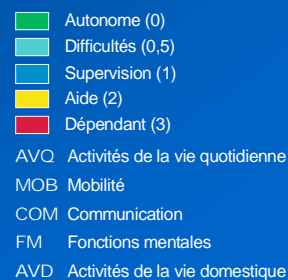 Autonome (0)
Difficultés (0,5)
Supervision (1)
Aide (2)
Dépendant (3)
AVQ Activités de la vie quotidienne
MOB Mobilité
COM Communication
FM Fonctions mentales
AVD Activités de la vie domestique